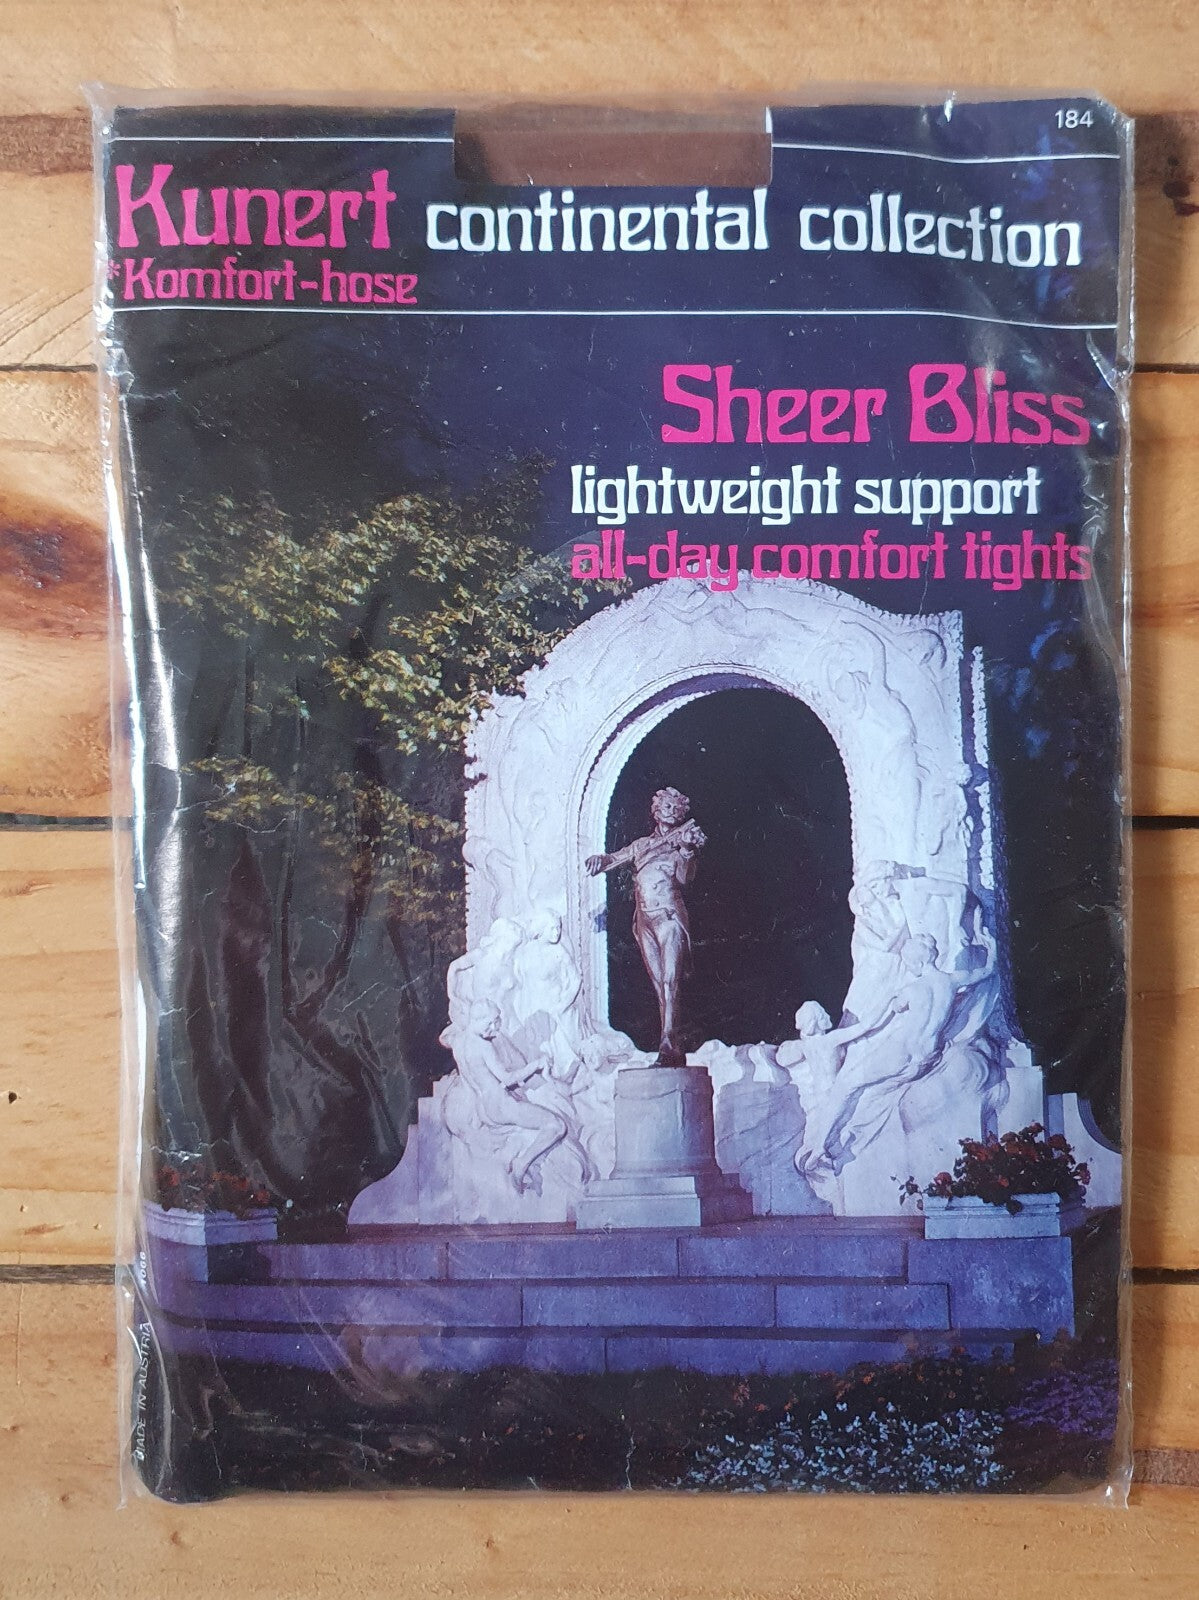 184
Kunert continental collection
*Komfort-hose
Sheer Bliss
lightweight support
all-day comfort tights
MADE IN AUSTRIA